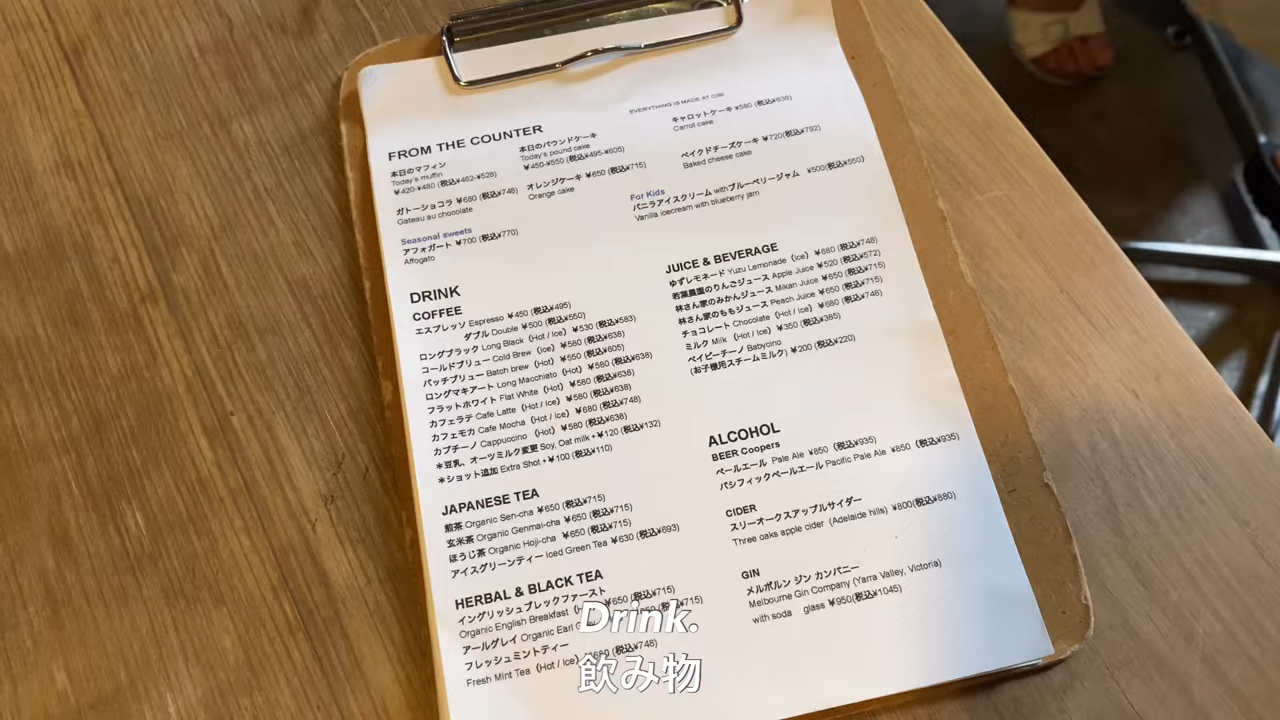 EVERYTHING IS MADE AT CIBI
FROM THE COUNTER
本日のマフィン
Today's muffin
¥420-¥480 (税込¥462-¥528)
本日のパウンドケーキ
Today's pound cake
¥450-¥550 (税込¥495-¥605)
キャロットケーキ ¥580 (税込¥638)
Carrot cake
ガトーショコラ ¥680 (税込¥748)
Gateau au chocolate
オレンジケーキ ¥650 (税込¥715)
Orange cake
ベイクドチーズケーキ ¥720(税込¥792)
Baked cheese cake
Seasonal sweets
アフォガート ¥700 (税込¥770)
Affogato
For Kids
バニラアイスクリーム withブルーベリージャム ¥500(税込¥550)
Vanilla icecream with blueberry jam
DRINK
COFFEE
エスプレッソ Espresso ¥450 (税込¥495)
ダブル Double ¥500 (税込¥550)
ロングブラック Long Black (Hot / Ice) ¥530 (税込¥583)
コールドブリュー Cold Brew (Ice) ¥580 (税込¥638)
バッチブリュー Batch brew (Hot) ¥550 (税込¥605)
ロングマキアート Long Macchiato (Hot) ¥580 (税込¥638)
フラットホワイト Flat White (Hot) ¥580 (税込¥638)
カフェラテ Cafe Latte (Hot / Ice) ¥580 (税込¥638)
カフェモカ Cafe Mocha (Hot / Ice) ¥680 (税込¥748)
カプチーノ Cappuccino (Hot) ¥580 (税込¥638)
＊豆乳、オーツミルク変更 Soy, Oat milk +¥120 (税込¥132)
＊ショット追加 Extra Shot +¥100 (税込¥110)
JAPANESE TEA
煎茶 Organic Sen-cha ¥650 (税込¥715)
玄米茶 Organic Genmai-cha ¥650 (税込¥715)
ほうじ茶 Organic Hoji-cha ¥650 (税込¥715)
アイスグリーンティー Iced Green Tea ¥630 (税込¥693)
HERBAL & BLACK TEA
イングリッシュブレックファースト
Organic English Breakfast ¥650 (税込¥715)
アールグレイ Organic Earl (税込¥715)
フレッシュミントティー
Fresh Mint Tea (Hot / Ice) ¥680 (税込¥748)
JUICE & BEVERAGE
ゆずレモネード Yuzu Lemonade (Ice) ¥680 (税込¥748)
若葉農園のりんごジュース Apple Juice ¥520 (税込¥572)
林さん家のみかんジュース Mikan Juice ¥650 (税込¥715)
林さん家のももジュース Peach Juice ¥650 (税込¥715)
チョコレート Chocolate (Hot / Ice) ¥680 (税込¥748)
ミルク Milk (Hot / Ice) ¥350 (税込¥385)
ベイビーチーノ Babycino
(お子様用スチームミルク) ¥200 (税込¥220)
ALCOHOL
BEER Coopers
ペールエール Pale Ale ¥850 (税込¥935)
パシフィックペールエール Pacific Pale Ale ¥850 (税込¥935)
CIDER
スリーオークスアップルサイダー
Three oaks apple cider (Adelaide hills) ¥800(税込¥880)
GIN
メルボルン ジン カンパニー
Melbourne Gin Company (Yarra Valley, Victoria)
with soda glass ¥950(税込¥1045)
Drink.
飲み物